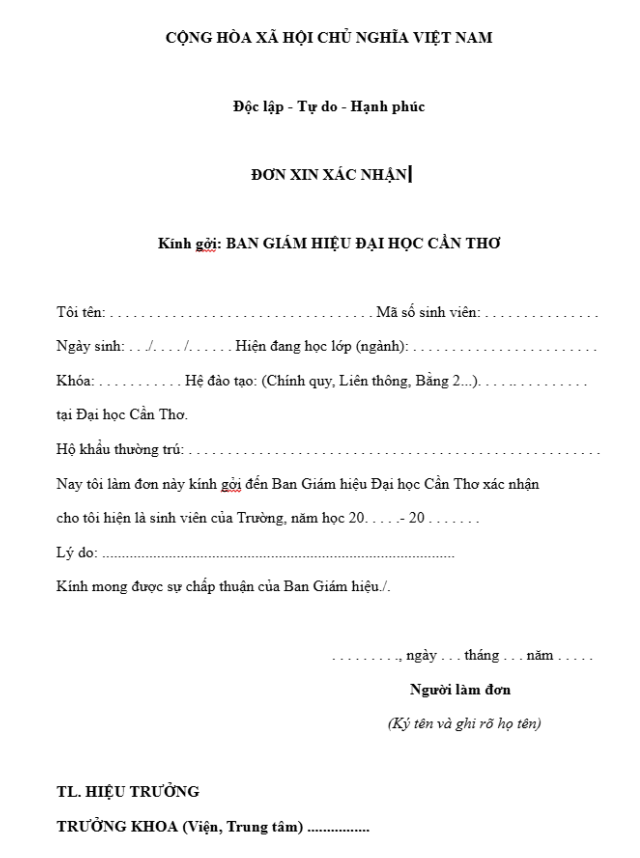 CỘNG HÒA XÃ HỘI CHỦ NGHĨA VIỆT NAM
Độc lập - Tự do - Hạnh phúc
ĐƠN XIN XÁC NHẬN
Kính gởi: BAN GIÁM HIỆU ĐẠI HỌC CẦN THƠ
Tôi tên: . . . . . . . . . . . . . . . . . . . . . . . . . . . . . . . . . . Mã số sinh viên: . . . . . . . . . . . . . . .
Ngày sinh: . . ./. . . . /. . . . . . Hiện đang học lớp (ngành): . . . . . . . . . . . . . . . . . . . . . . . .
Khóa: . . . . . . . . . . . Hệ đào tạo: (Chính quy, Liên thông, Bằng 2...). . . . .. . . . . . . . . . .
tại Đại học Cần Thơ.
Hộ khẩu thường trú: . . . . . . . . . . . . . . . . . . . . . . . . . . . . . . . . . . . . . . . . . . . . . . . . . . . . .
Nay tôi làm đơn này kính gởi đến Ban Giám hiệu Đại học Cần Thơ xác nhận
cho tôi hiện là sinh viên của Trường, năm học 20. . . . .- 20 . . . . . . .
Lý do: ..........................................................................................
Kính mong được sự chấp thuận của Ban Giám hiệu./.
. . . . . . . . ., ngày . . . tháng . . . năm . . . . .
Người làm đơn
(Ký tên và ghi rõ họ tên)
TL. HIỆU TRƯỞNG
TRƯỞNG KHOA (Viện, Trung tâm) ................